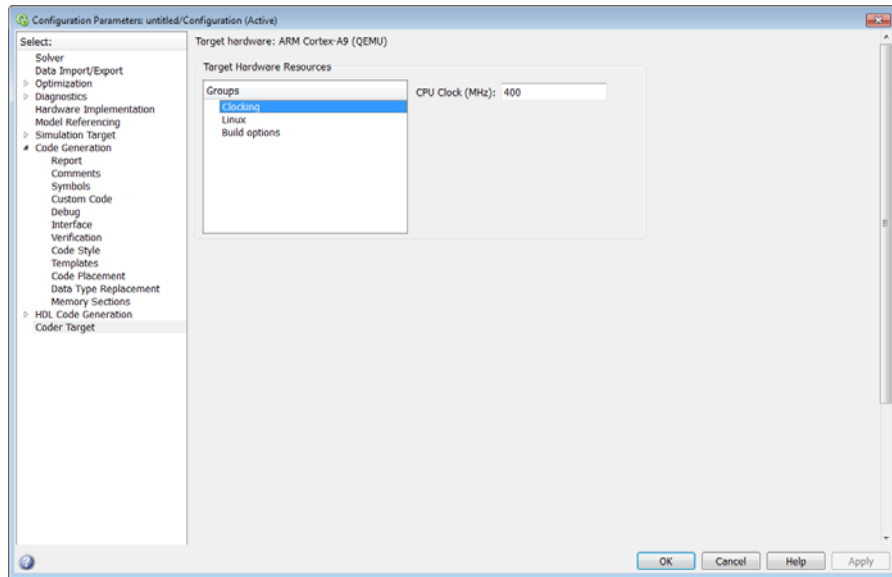 Configuration Parameters: untitled/Configuration (Active)
Select:
Solver
Data Import/Export
Optimization
Diagnostics
Hardware Implementation
Model Referencing
Simulation Target
Code Generation
Report
Comments
Symbols
Custom Code
Debug
Interface
Verification
Code Style
Templates
Code Placement
Data Type Replacement
Memory Sections
HDL Code Generation
Coder Target
Target hardware: ARM Cortex-A9 (QEMU)
Target Hardware Resources
Groups
Clocking
Linux
Build options
CPU Clock (MHz): 400
OK Cancel Help Apply